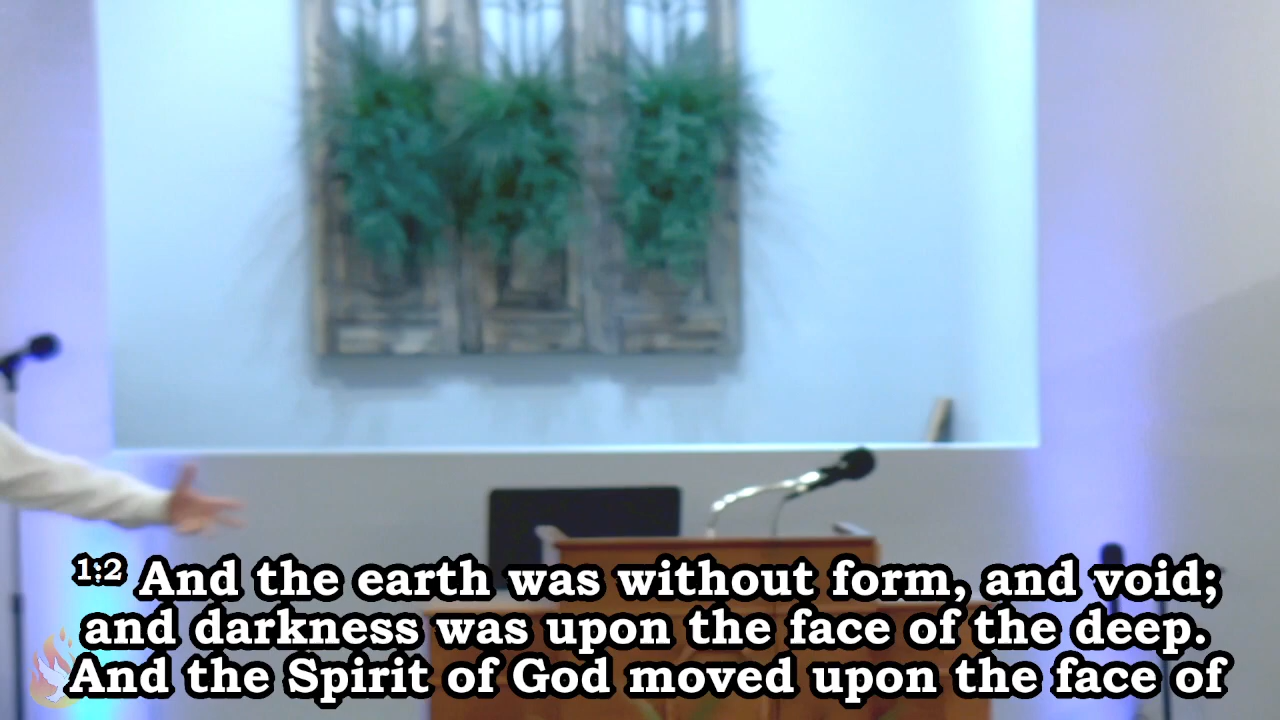 1:2 And the earth was without form, and void;
and darkness was upon the face of the deep.
And the Spirit of God moved upon the face of